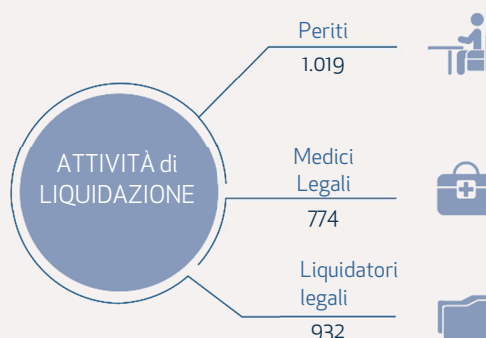 Periti
1.019
ATTIVITÀ di
LIQUIDAZIONE
Medici
Legali
774
Liquidatori
legali
932